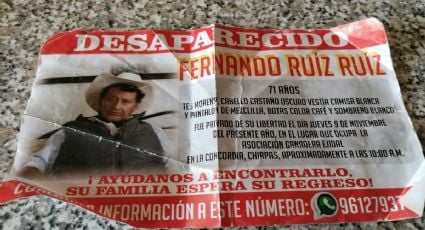 DESAPARECIDO
FERNANDO RUÍZ RUÍZ
71 AÑOS
TES MORENA, CABELLO CASTAÑO OSCURO VESTIA CAMISA BLANCA
Y PANTALON DE MEZCLILLA, BOTAS COLOR CAFÉ Y SOMBRERO BLANCO
FUE PRIVADO DE SU LIBERTAD EL DIA JUEVES 9 NOVIEMBRE
DEL PRESENTE AÑO, EN EL LUGAR QUE OCUPA LA
ASOCIACIÓN GANADERA EJIDAL
EN LA CONCORDIA, CHIAPAS, APROXIMADAMENTE A LAS 10:00 A.M.
¡ AYÚDANOS A ENCONTRARLO,
SU FAMILIA ESPERA SU REGRESO!
INFORMACIÓN A ESTE NÚMERO: 9612793